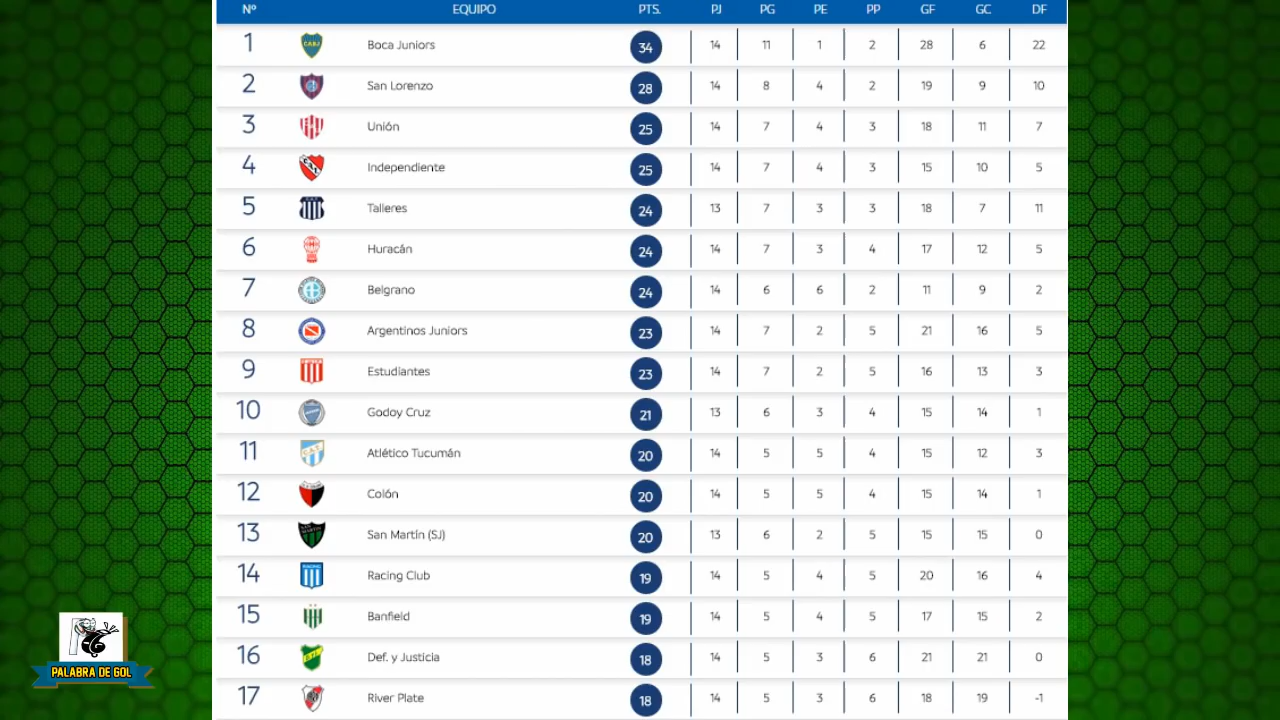 Nº EQUIPO PTS. PJ PG PE PP GF GC DF
1 Boca Juniors 34 14 11 1 2 28 6 22
2 San Lorenzo 28 14 8 4 2 19 9 10
3 Unión 25 14 7 4 3 18 11 7
4 Independiente 25 14 7 4 3 15 10 5
5 Talleres 24 13 7 3 3 18 7 11
6 Huracán 24 14 7 3 4 17 12 5
7 Belgrano 24 14 6 6 2 11 9 2
8 Argentinos Juniors 23 14 7 2 5 21 16 5
9 Estudiantes 23 14 7 2 5 16 13 3
10 Godoy Cruz 21 13 6 3 4 15 14 1
11 Atlético Tucumán 20 14 5 5 4 15 12 3
12 Colón 20 14 5 5 4 15 14 1
13 San Martín (SJ) 20 13 6 2 5 15 15 0
14 Racing Club 19 14 5 4 5 20 16 4
15 Banfield 19 14 5 4 5 17 15 2
16 Def. y Justicia 18 14 5 3 6 21 21 0
17 River Plate 18 14 5 3 6 18 19 -1
PALABRA DE GOL